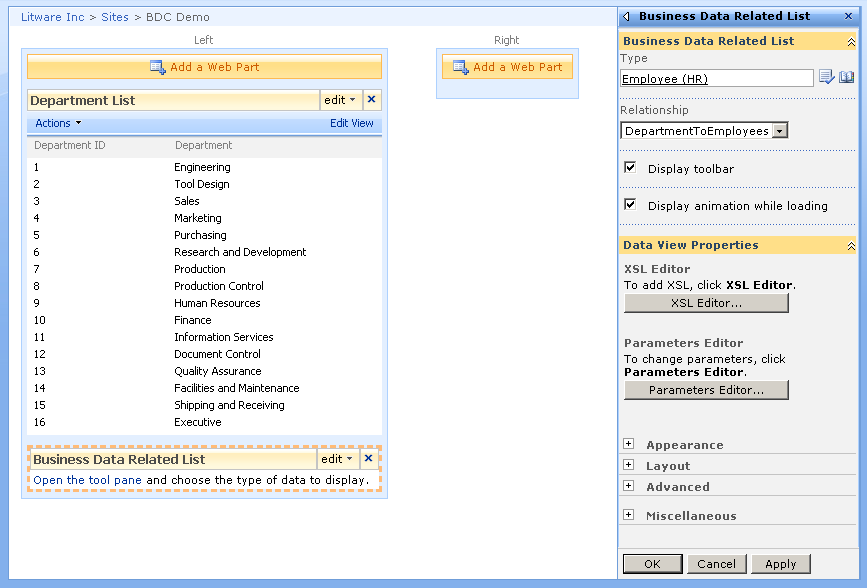 Litware Inc > Sites > BDC Demo
Left
Add a Web Part
Department List
edit
Actions
Edit View
Department ID Department
1 Engineering
2 Tool Design
3 Sales
4 Marketing
5 Purchasing
6 Research and Development
7 Production
8 Production Control
9 Human Resources
10 Finance
11 Information Services
12 Document Control
13 Quality Assurance
14 Facilities and Maintenance
15 Shipping and Receiving
16 Executive
Business Data Related List
edit
Open the tool pane and choose the type of data to display.
Right
Add a Web Part
Business Data Related List
Business Data Related List
Type
Employee (HR)
Relationship
DepartmentToEmployees
Display toolbar
Display animation while loading
Data View Properties
XSL Editor
To add XSL, click XSL Editor.
XSL Editor...
Parameters Editor
To change parameters, click
Parameters Editor.
Parameters Editor...
Appearance
Layout
Advanced
Miscellaneous
OK
Cancel
Apply